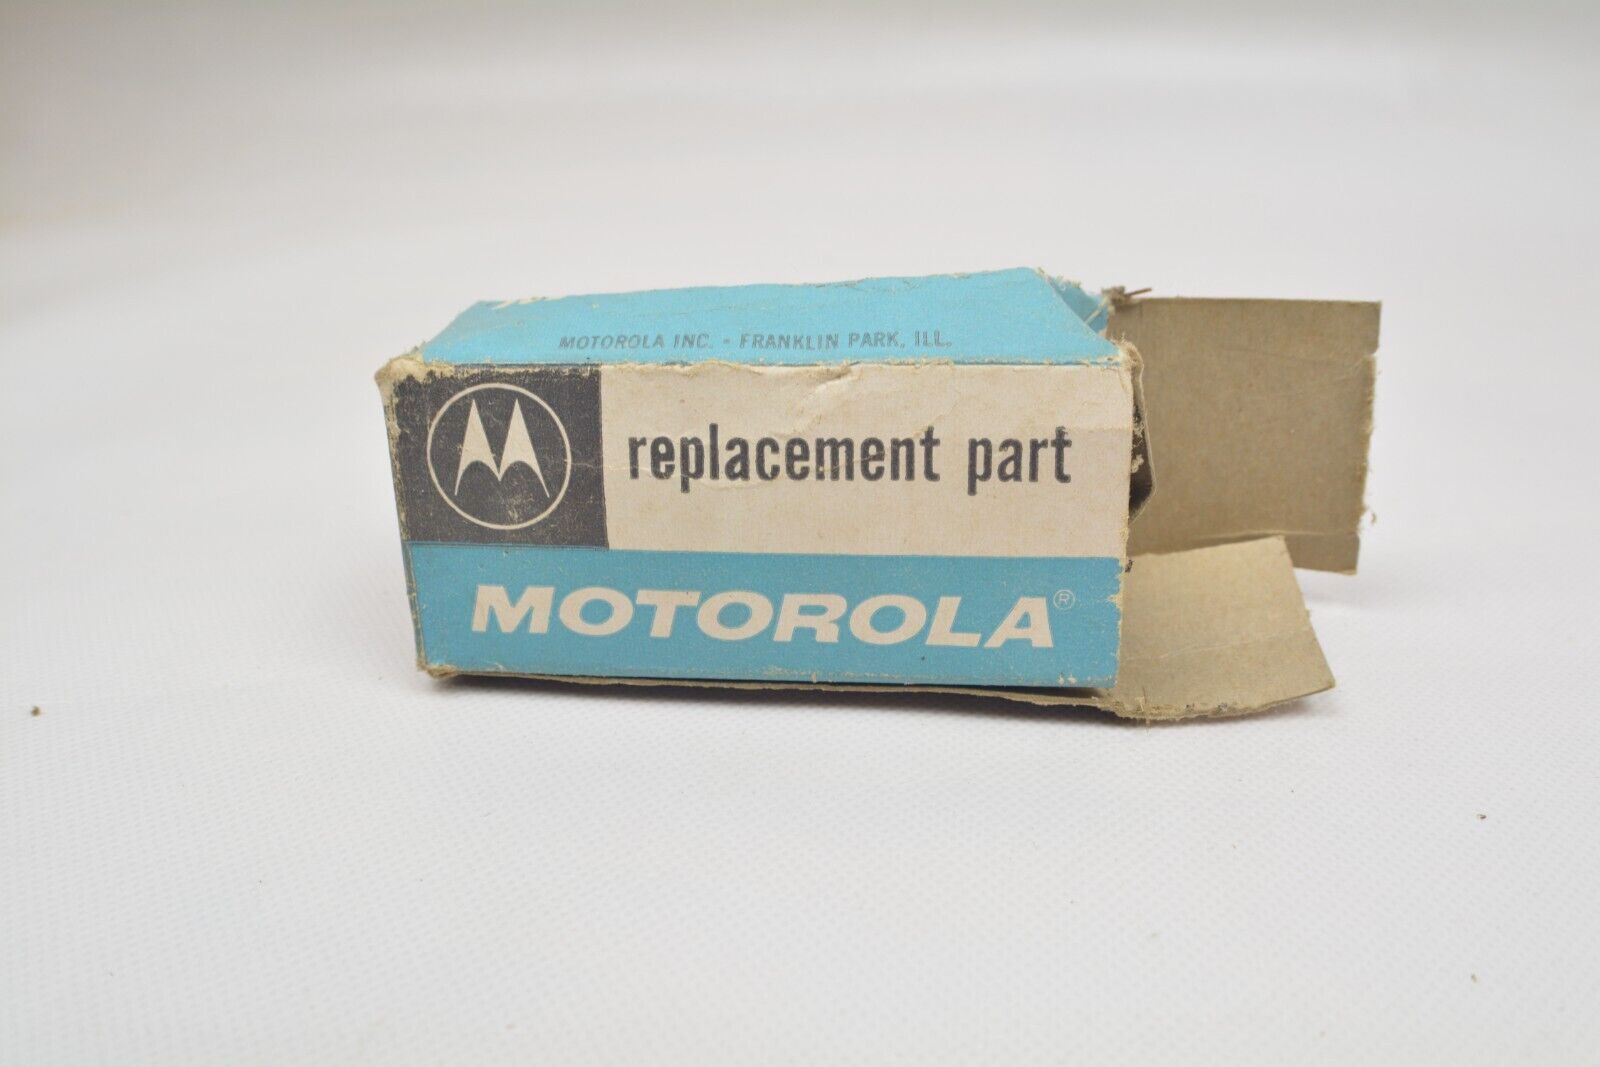 MOTOROLA INC. - FRANKLIN PARK, ILL.
replacement part
MOTOROLA®